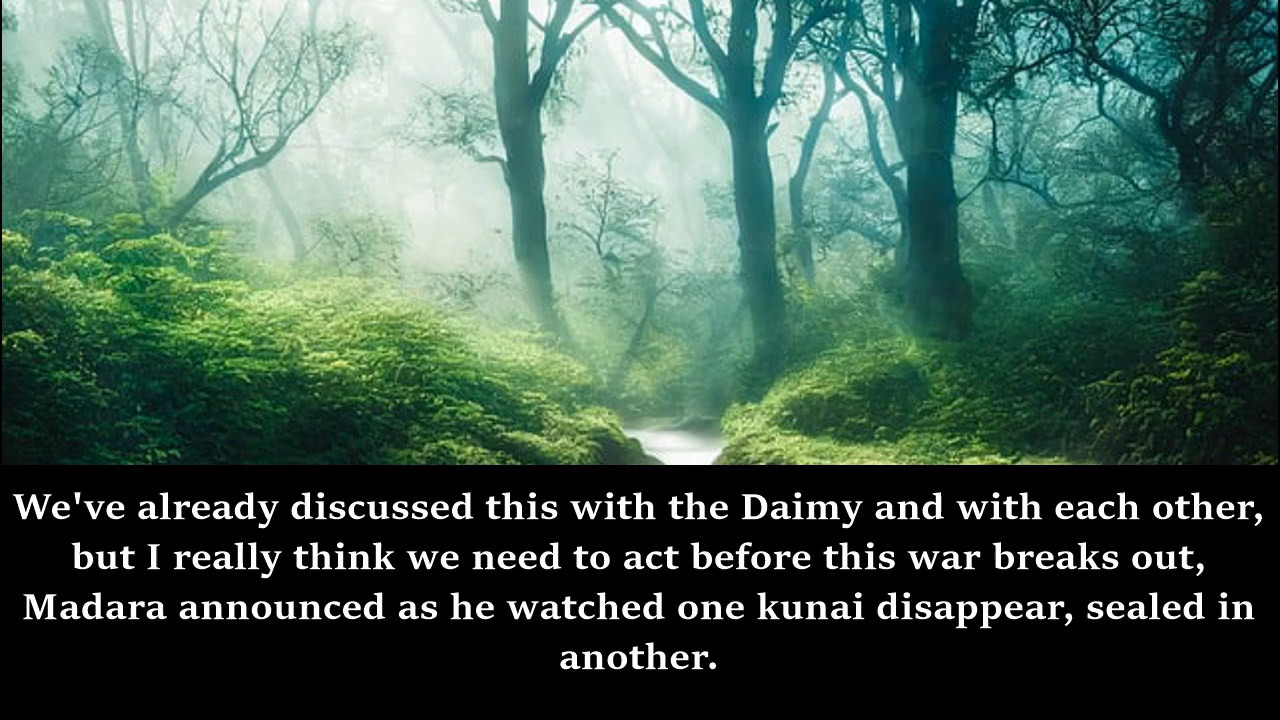 We've already discussed this with the Daimy and with each other,
but I really think we need to act before this war breaks out,
Madara announced as he watched one kunai disappear, sealed in
another.